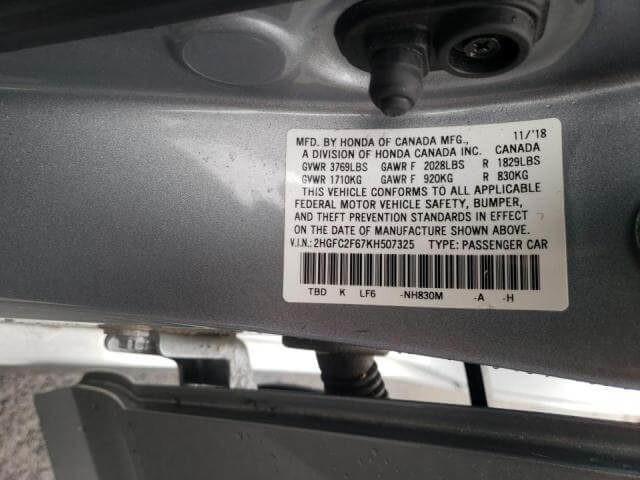 MFD. BY HONDA OF CANADA MFG., 11/'18
A DIVISION OF HONDA CANADA INC. CANADA
GVWR 3769LBS GAWR F 2028LBS R 1829LBS
GVWR 1710KG GAWR F 920KG R 830KG
THIS VEHICLE CONFORMS TO ALL APPLICABLE
FEDERAL MOTOR VEHICLE SAFETY, BUMPER,
AND THEFT PREVENTION STANDARDS IN EFFECT
ON THE DATE OF MANUFACTURE SHOWN ABOVE.
V.I.N.:2HGFC2F67KH507325 TYPE: PASSENGER CAR
TBD K LF6 -NH830M -A -H